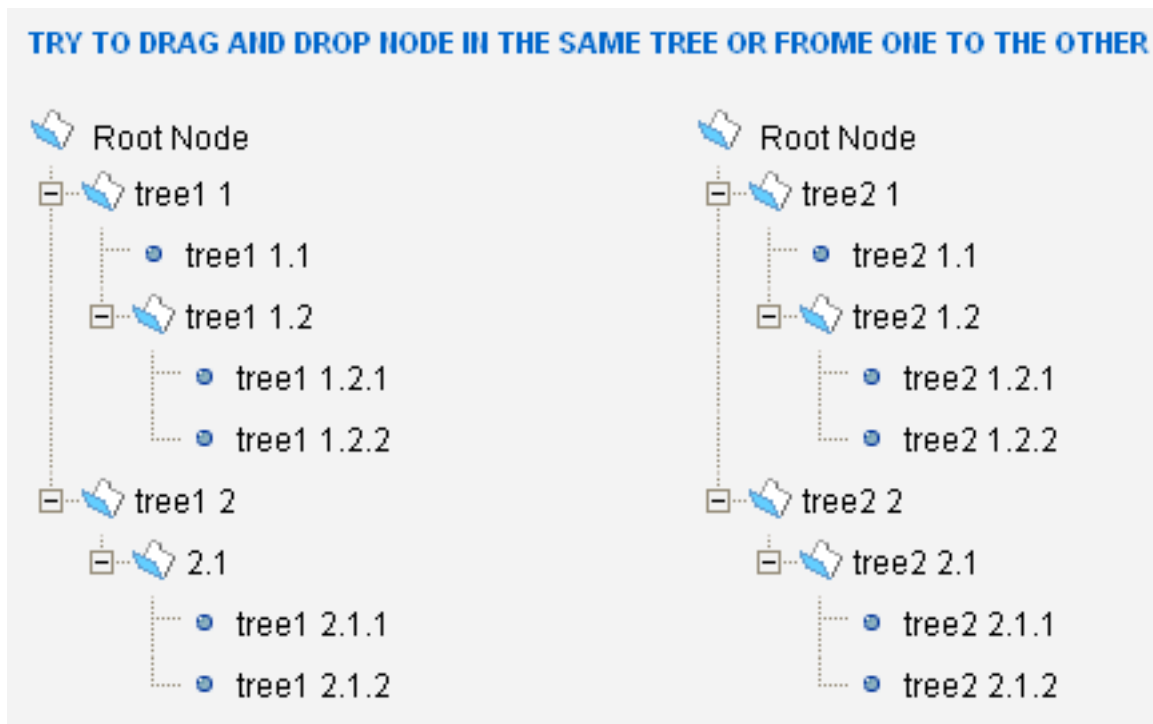 TRY TO DRAG AND DROP NODE IN THE SAME TREE OR FROME ONE TO THE OTHER
Root Node
tree1 1
tree1 1.1
tree1 1.2
tree1 1.2.1
tree1 1.2.2
tree1 2
2.1
tree1 2.1.1
tree1 2.1.2
Root Node
tree2 1
tree2 1.1
tree2 1.2
tree2 1.2.1
tree2 1.2.2
tree2 2
tree2 2.1
tree2 2.1.1
tree2 2.1.2